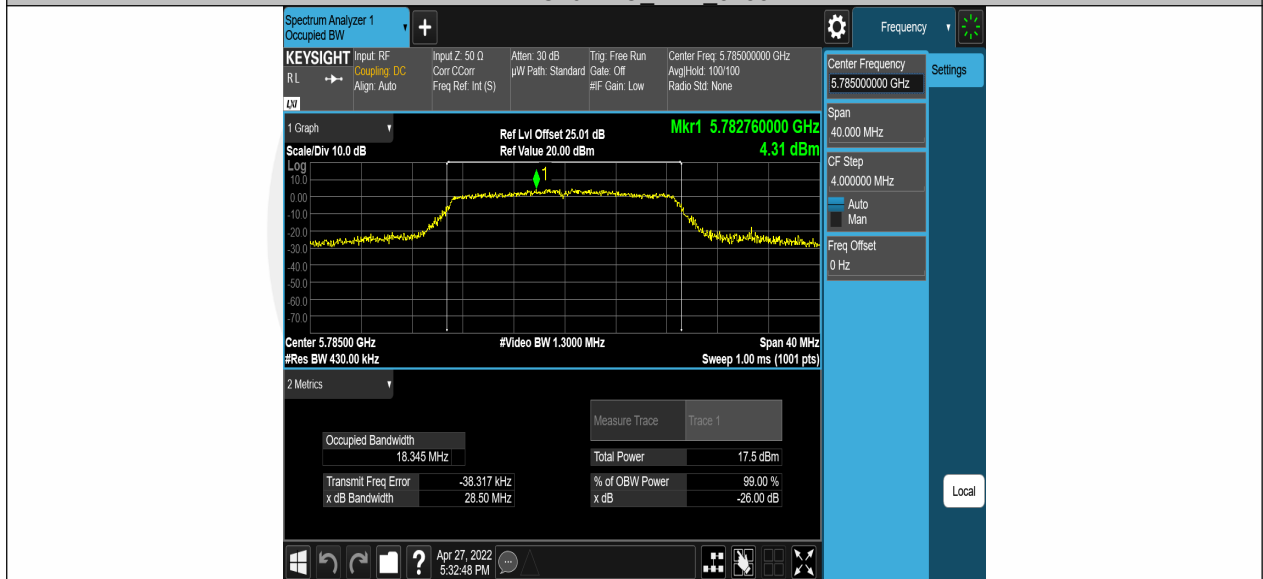 Spectrum Analyzer 1
Occupied BW
+
Frequency
KEYSIGHT
RL
LXI
Input: RF
Coupling: DC
Align: Auto
Input Z: 50 Ω
Corr CCorr
Freq Ref: Int (S)
Atten: 30 dB
µW Path: Standard
Trig: Free Run
Gate: Off
#IF Gain: Low
Center Freq: 5.785000000 GHz
Avg|Hold: 100/100
Radio Std: None
Center Frequency
5.785000000 GHz
Settings
Span
40.000 MHz
CF Step
4.000000 MHz
Auto
Man
Freq Offset
0 Hz
Local
1 Graph
Scale/Div 10.0 dB
Ref Lvl Offset 25.01 dB
Ref Value 20.00 dBm
Mkr1 5.782760000 GHz
4.31 dBm
Log
10.0
0.00
-10.0
-20.0
-30.0
-40.0
-50.0
-60.0
-70.0
1
Center 5.78500 GHz
#Res BW 430.00 kHz
#Video BW 1.3000 MHz
Span 40 MHz
Sweep 1.00 ms (1001 pts)
2 Metrics
Measure Trace Trace 1
Occupied Bandwidth
18.345 MHz
Total Power 17.5 dBm
Transmit Freq Error -38.317 kHz
% of OBW Power 99.00 %
x dB Bandwidth 28.50 MHz
x dB -26.00 dB
?
Apr 27, 2022
5:32:48 PM